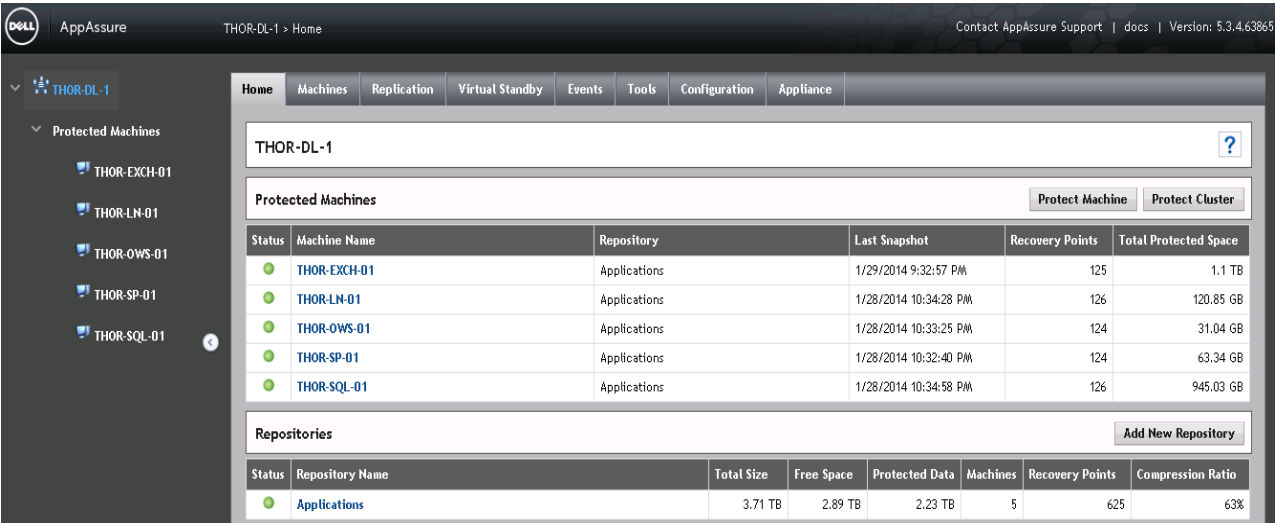 DELL AppAssure THOR-DL-1 > Home Contact AppAssure Support | docs | Version: 5.3.4.63865
THOR-DL-1
Protected Machines
THOR-EXCH-01
THOR-LN-01
THOR-OWS-01
THOR-SP-01
THOR-SQL-01
Home Machines Replication Virtual Standby Events Tools Configuration Appliance
THOR-DL-1 ?
Protected Machines Protect Machine Protect Cluster
Status Machine Name Repository Last Snapshot Recovery Points Total Protected Space
THOR-EXCH-01 Applications 1/29/2014 9:32:57 PM 125 1.1 TB
THOR-LN-01 Applications 1/28/2014 10:34:28 PM 126 120.85 GB
THOR-OWS-01 Applications 1/28/2014 10:33:25 PM 124 31.04 GB
THOR-SP-01 Applications 1/28/2014 10:32:40 PM 124 63.34 GB
THOR-SQL-01 Applications 1/28/2014 10:34:58 PM 126 945.03 GB
Repositories Add New Repository
Status Repository Name Total Size Free Space Protected Data Machines Recovery Points Compression Ratio
Applications 3.71 TB 2.89 TB 2.23 TB 5 625 63%